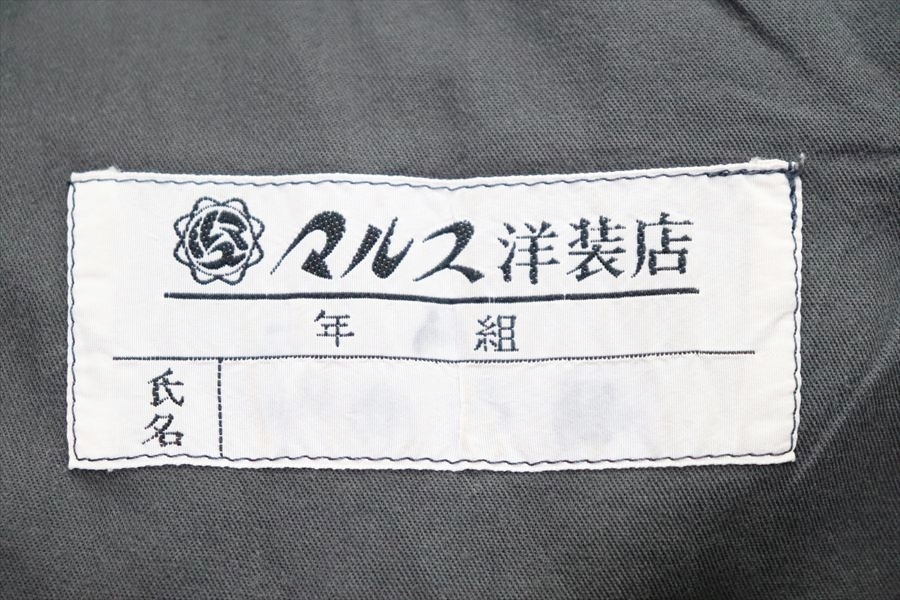 マルス洋装店
年 組
氏名